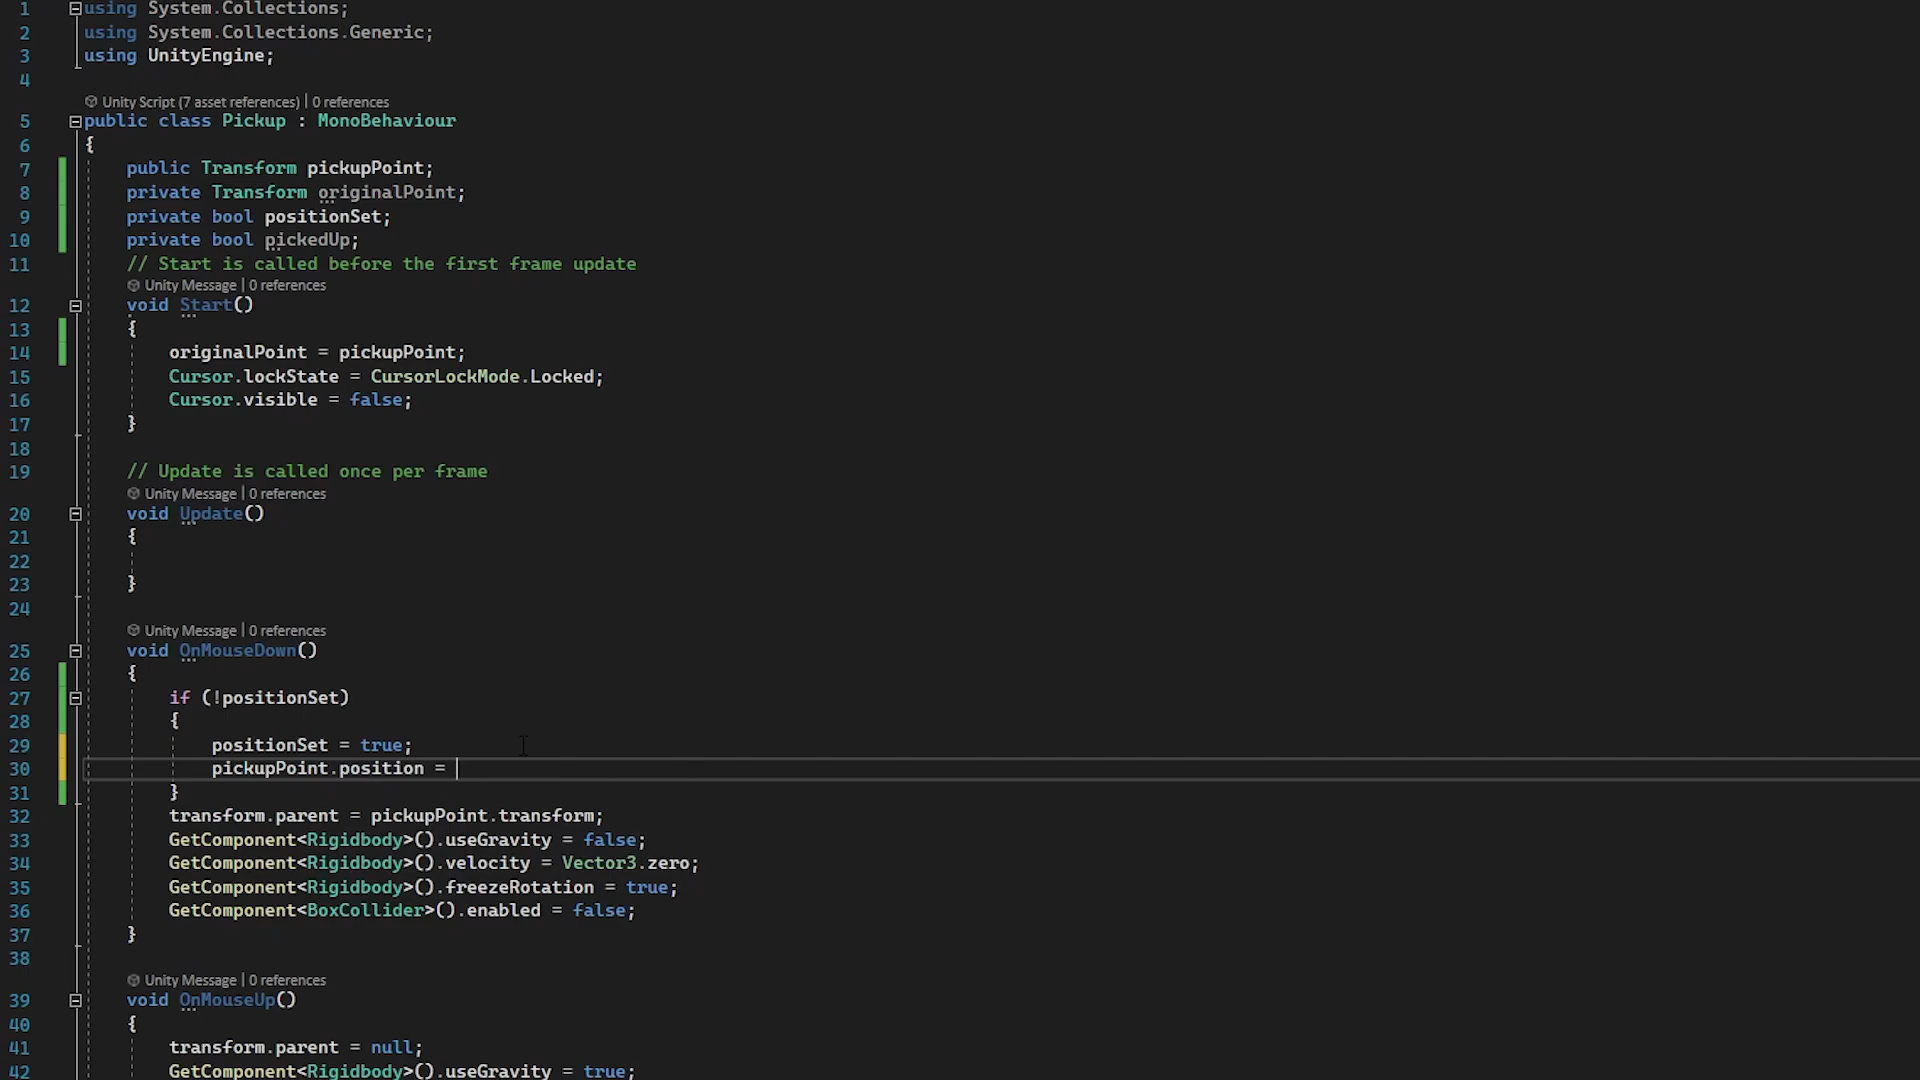 1 using System.Collections;
2 using System.Collections.Generic;
3 using UnityEngine;
4
Unity Script (7 asset references) | 0 references
5 public class Pickup : MonoBehaviour
6 {
7 public Transform pickupPoint;
8 private Transform originalPoint;
9 private bool positionSet;
10 private bool pickedUp;
11 // Start is called before the first frame update
Unity Message | 0 references
12 void Start()
13 {
14 originalPoint = pickupPoint;
15 Cursor.lockState = CursorLockMode.Locked;
16 Cursor.visible = false;
17 }
18
19 // Update is called once per frame
Unity Message | 0 references
20 void Update()
21 {
22
23 }
24
Unity Message | 0 references
25 void OnMouseDown()
26 {
27 if (!positionSet)
28 {
29 positionSet = true;
30 pickupPoint.position =
31 }
32 transform.parent = pickupPoint.transform;
33 GetComponent<Rigidbody>().useGravity = false;
34 GetComponent<Rigidbody>().velocity = Vector3.zero;
35 GetComponent<Rigidbody>().freezeRotation = true;
36 GetComponent<BoxCollider>().enabled = false;
37 }
38
Unity Message | 0 references
39 void OnMouseUp()
40 {
41 transform.parent = null;
42 GetComponent<Rigidbody>().useGravity = true;